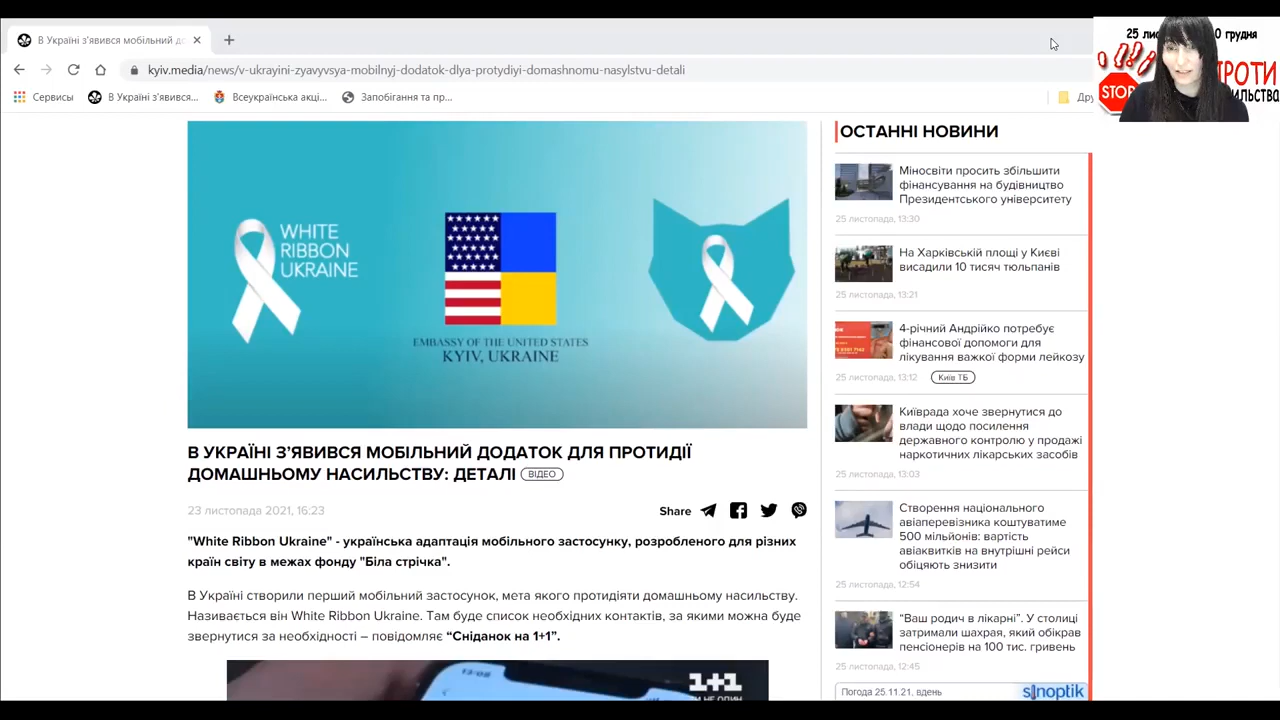 В Україні з'явився мобільний до
kyiv.media/news/v-ukrayini-zyavyvsya-mobilnyj-dodatok-dlya-protydiyi-domashnomu-nasylstvu-detali
Сервисы
В Україні з'явився...
Всеукраїнська акці...
Запобігання та пр...
25 ли
грудня
STOP
WHITE
RIBBON
UKRAINE
EMBASSY OF THE UNITED STATES
KYIV, UKRAINE
В УКРАЇНІ З’ЯВИВСЯ МОБІЛЬНИЙ ДОДАТОК ДЛЯ ПРОТИДІЇ
ДОМАШНЬОМУ НАСИЛЬСТВУ: ДЕТАЛІ ВІДЕО
23 листопада 2021, 16:23
Share
"White Ribbon Ukraine" - українська адаптація мобільного застосунку, розробленого для різних
країн світу в межах фонду "Біла стрічка".
В Україні створили перший мобільний застосунок, мета якого протидіяти домашньому насильству.
Називається він White Ribbon Ukraine. Там буде список необхідних контактів, за якими можна буде
звернутися за необхідності – повідомляє “Сніданок на 1+1”.
13:08
1+1
ОСТАННІ НОВИНИ
Міносвіти просить збільшити
фінансування на будівництво
Президентського університету
25 листопада, 13:30
На Харківській площі у Києві
висадили 10 тисяч тюльпанів
25 листопада, 13:21
4-річний Андрійко потребує
фінансової допомоги для
лікування важкої форми лейкозу
25 листопада, 13:12 Київ ТБ
Київрада хоче звернутися до
влади щодо посилення
державного контролю у продажі
наркотичних лікарських засобів
25 листопада, 13:03
Створення національного
авіаперевізника коштуватиме
500 мільйонів: вартість
авіаквитків на внутрішні рейси
обіцяють знизити
25 листопада, 12:54
“Ваш родич в лікарні”. У столиці
затримали шахрая, який обікрав
пенсіонерів на 100 тис. гривень
25 листопада, 12:45
Погода 25.11.21, вдень
sinoptik